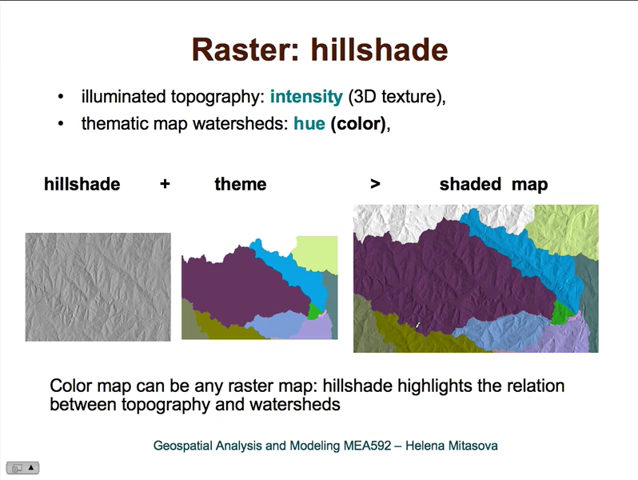 Raster: hillshade
• illuminated topography: intensity (3D texture),
• thematic map watersheds: hue (color),
hillshade + theme > shaded map
Color map can be any raster map: hillshade highlights the relation
between topography and watersheds
Geospatial Analysis and Modeling MEA592 – Helena Mitasova